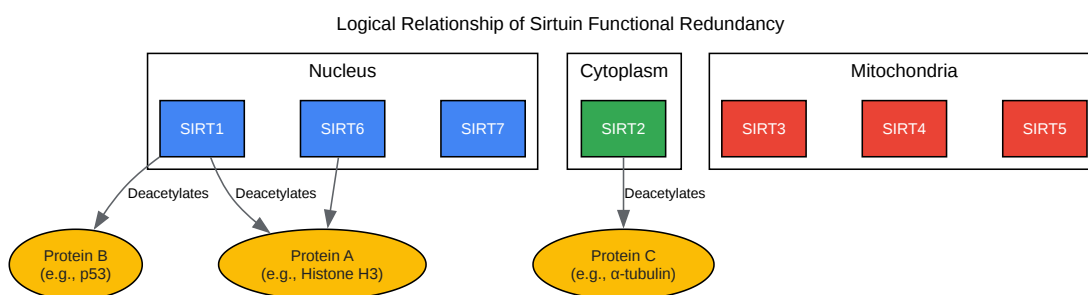 Logical Relationship of Sirtuin Functional Redundancy
Nucleus
Cytoplasm
Mitochondria
SIRT1
SIRT6
SIRT7
SIRT2
SIRT3
SIRT4
SIRT5
Deacetylates
Deacetylates
Deacetylates
Protein B
(e.g., p53)
Protein A
(e.g., Histone H3)
Protein C
(e.g., α-tubulin)